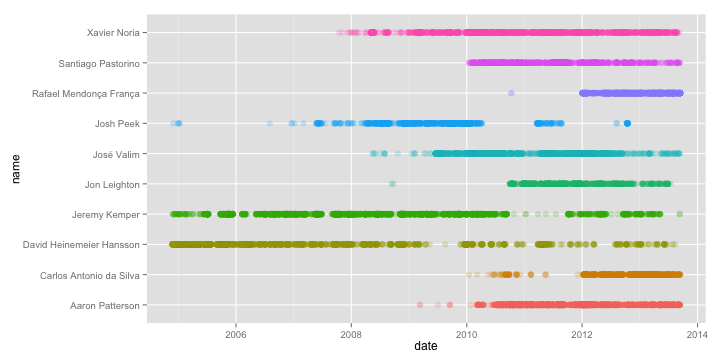 Xavier Noria
Santiago Pastorino
Rafael Mendonça França
Josh Peek
José Valim
Jon Leighton
Jeremy Kemper
David Heinemeier Hansson
Carlos Antonio da Silva
Aaron Patterson
name
2006 2008 2010 2012 2014
date